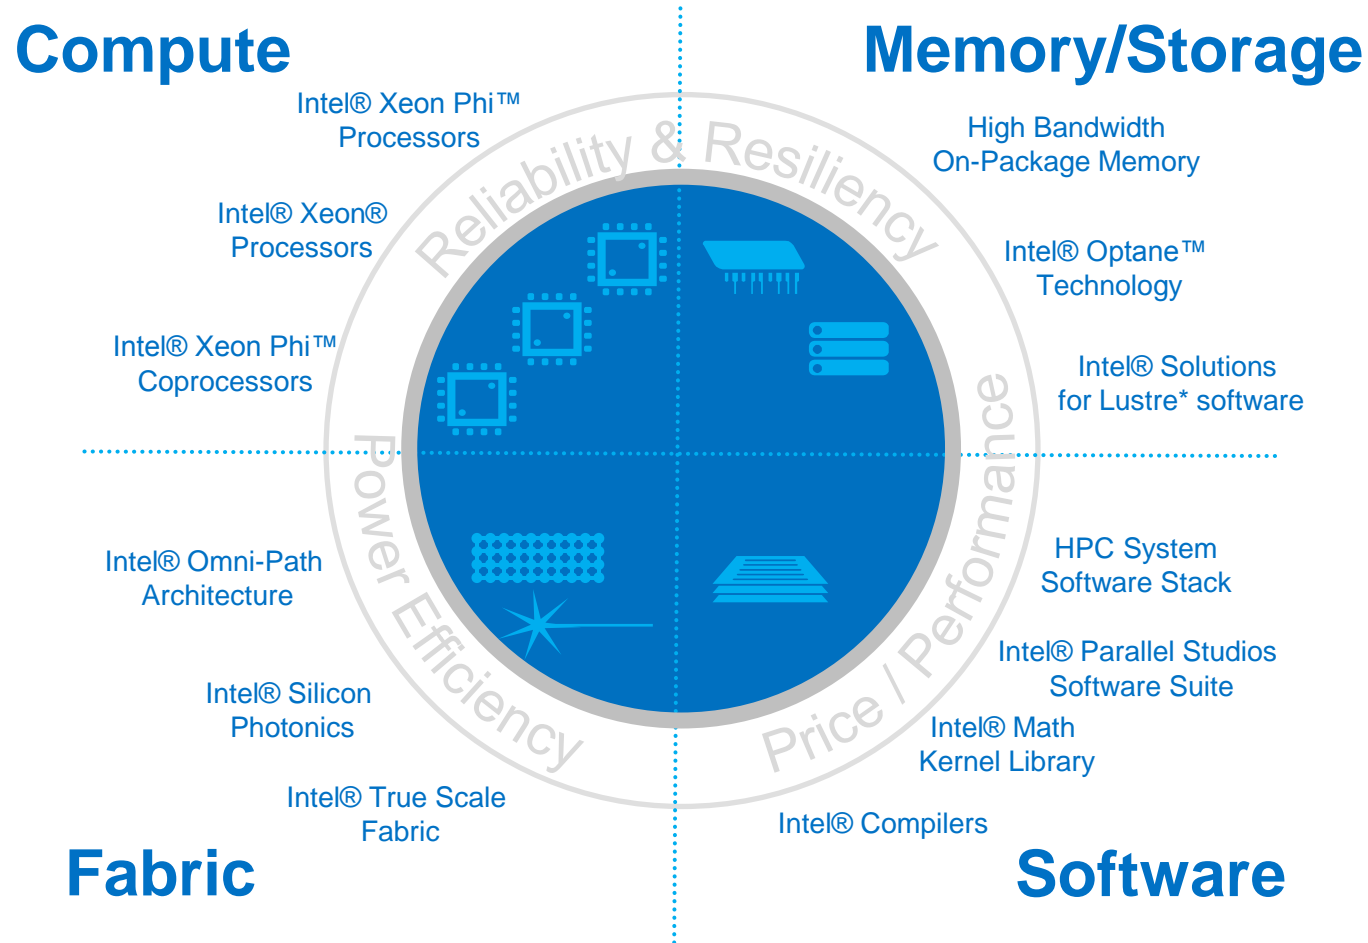 Compute
Intel® Xeon Phi™
Processors
Intel® Xeon®
Processors
Intel® Xeon Phi™
Coprocessors
Memory/Storage
High Bandwidth
On-Package Memory
Intel® Optane™
Technology
Intel® Solutions
for Lustre* software
Reliability & Resiliency
Power Efficiency
Price / Performance
Intel® Omni-Path
Architecture
Intel® Silicon
Photonics
Intel® True Scale
Fabric
Fabric
HPC System
Software Stack
Intel® Parallel Studios
Software Suite
Intel® Math
Kernel Library
Intel® Compilers
Software